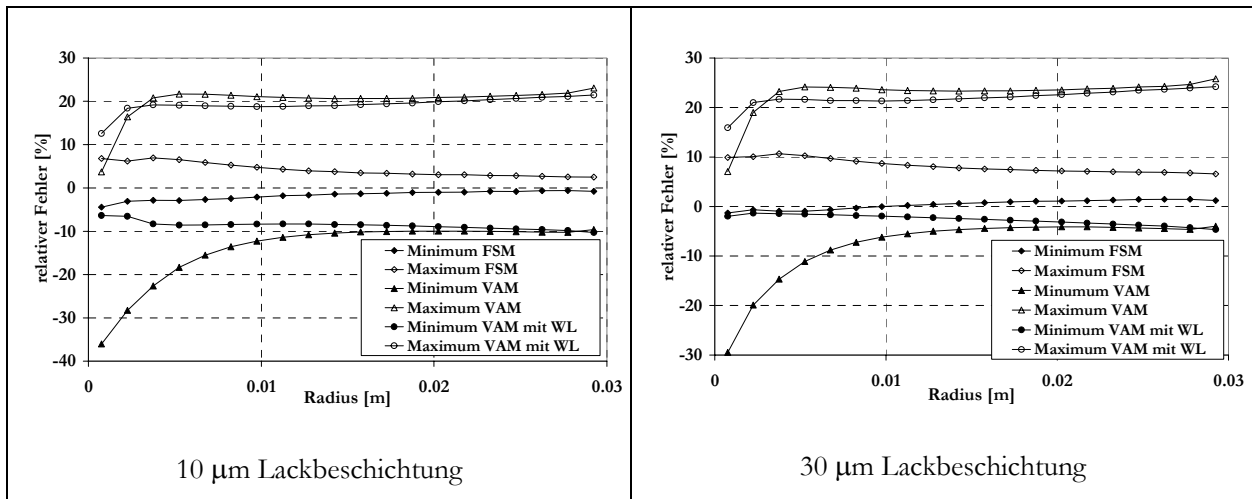 30
20
10
0
-10
-20
-30
-40
relativer Fehler [%]
Minimum FSM
Maximum FSM
Minimum VAM
Maximum VAM
Minimum VAM mit WL
Maximum VAM mit WL
0
0.01
0.02
0.03
Radius [m]
10 μm Lackbeschichtung
30
20
10
0
-10
-20
-30
relativer Fehler [%]
Minimum FSM
Maximum FSM
Minumum VAM
Maximum VAM
Minimum VAM mit WL
Maximum VAM mit WL
0
0.01
0.02
0.03
Radius [m]
30 μm Lackbeschichtung